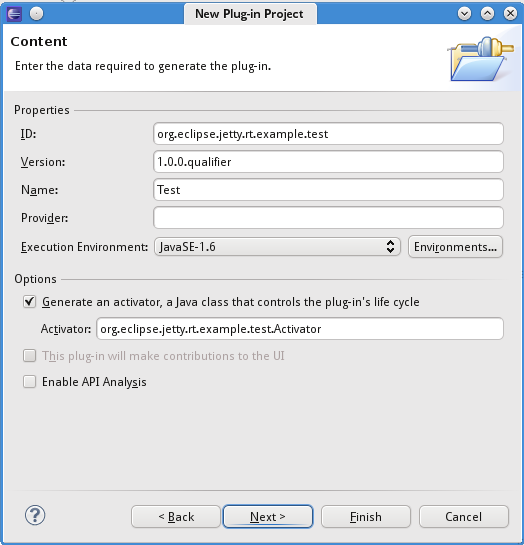 New Plug-in Project
Content
Enter the data required to generate the plug-in.
Properties
ID: org.eclipse.jetty.rt.example.test
Version: 1.0.0.qualifier
Name: Test
Provider:
Execution Environment: JavaSE-1.6 Environments...
Options
Generate an activator, a Java class that controls the plug-in's life cycle
Activator: org.eclipse.jetty.rt.example.test.Activator
This plug-in will make contributions to the UI
Enable API Analysis
? < Back Next > Finish Cancel